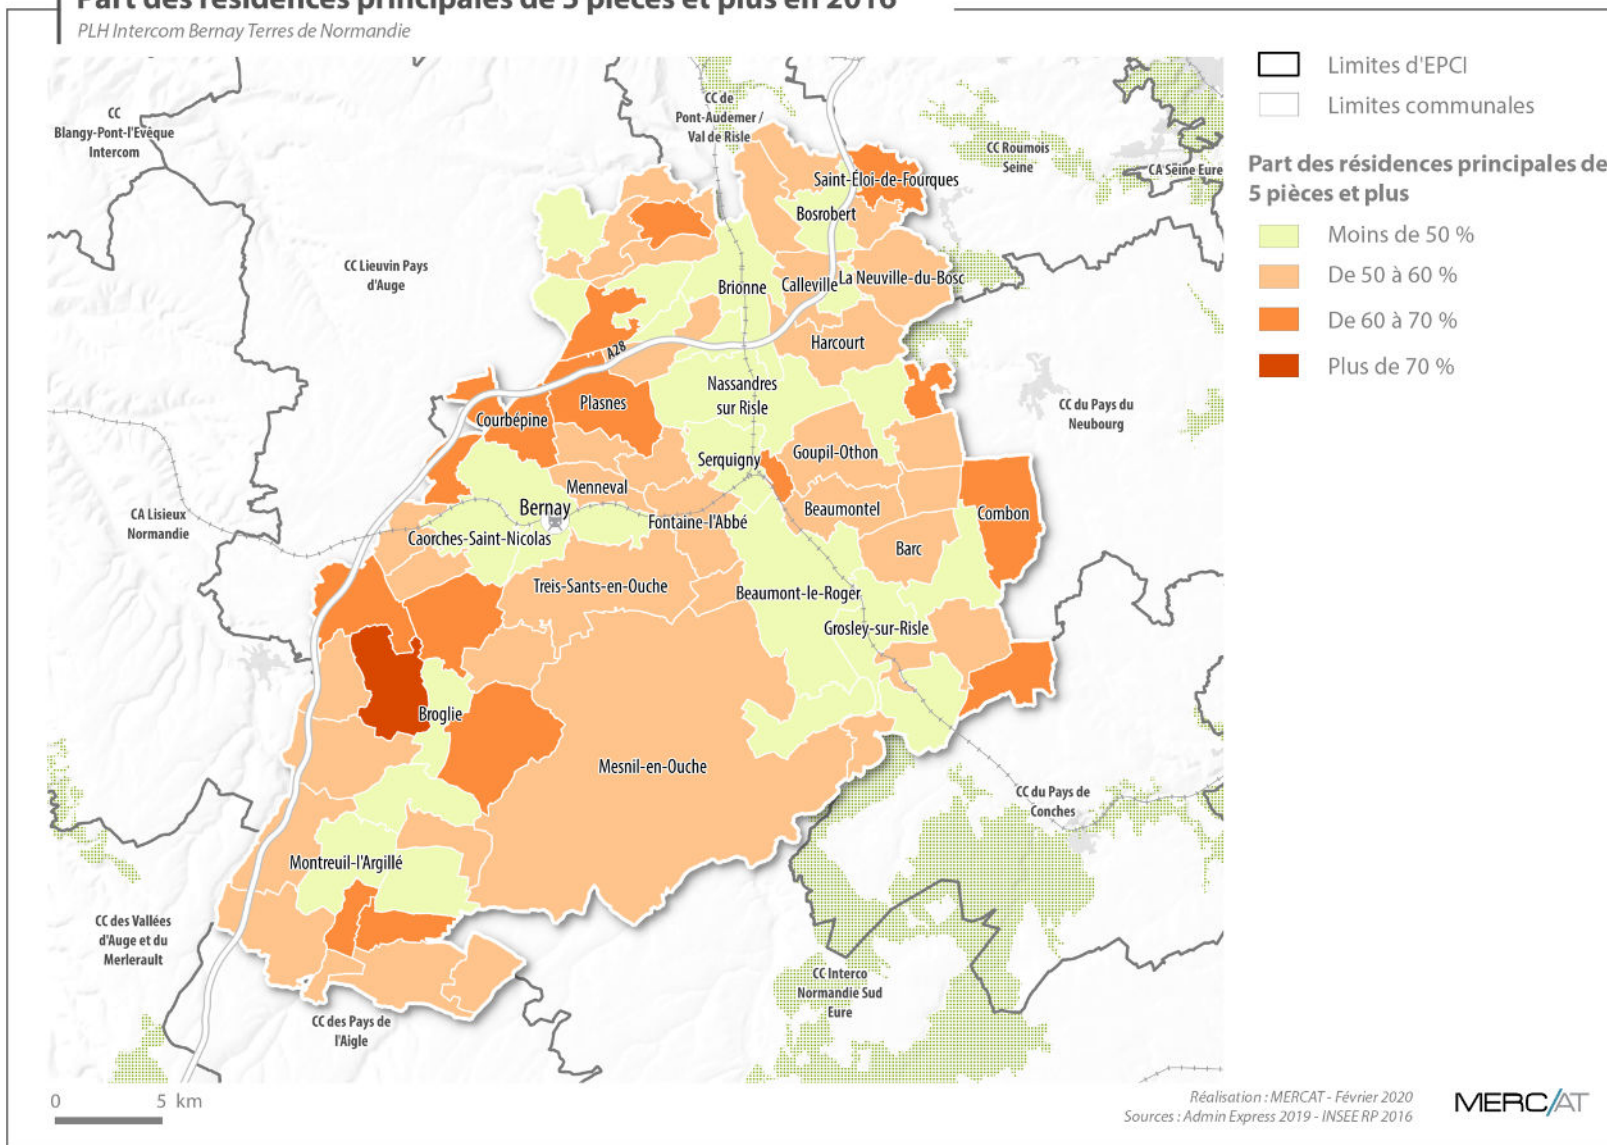 Part des résidences principales de 5 pièces et plus en 2016
PLH Intercom Bernay Terres de Normandie
CC
Blangy-Pont-l'Evêque
Intercom
CC de
Pont-Audemer /
Val de Risle
CC Roumois
Seine
CA Seine Eure
CC Lieuvin Pays
d'Auge
Saint-Éloi-de-Fourques
Bosrobert
Brionne
Calleville
La Neuville-du-Bosc
Harcourt
A28
Nassandres
sur Risle
Plasnes
Courbépine
CC du Pays du
Neubourg
Serquigny
Goupil-Othon
Menneval
Bernay
Beaumontel
Combon
Fontaine-l'Abbé
CA Lisieux
Normandie
Caorches-Saint-Nicolas
Barc
Treis-Sants-en-Ouche
Beaumont-le-Roger
Grosley-sur-Risle
Broglie
Mesnil-en-Ouche
CC du Pays de
Conches
Montreuil-l'Argillé
CC des Vallées
d'Auge et du
Merlerault
CC Interco
Normandie Sud
Eure
CC des Pays de
l'Aigle
0 5 km
Limites d'EPCI
Limites communales
Part des résidences principales de
5 pièces et plus
Moins de 50 %
De 50 à 60 %
De 60 à 70 %
Plus de 70 %
Réalisation : MERCAT - Février 2020
Sources : Admin Express 2019 - INSEE RP 2016
MERC/AT